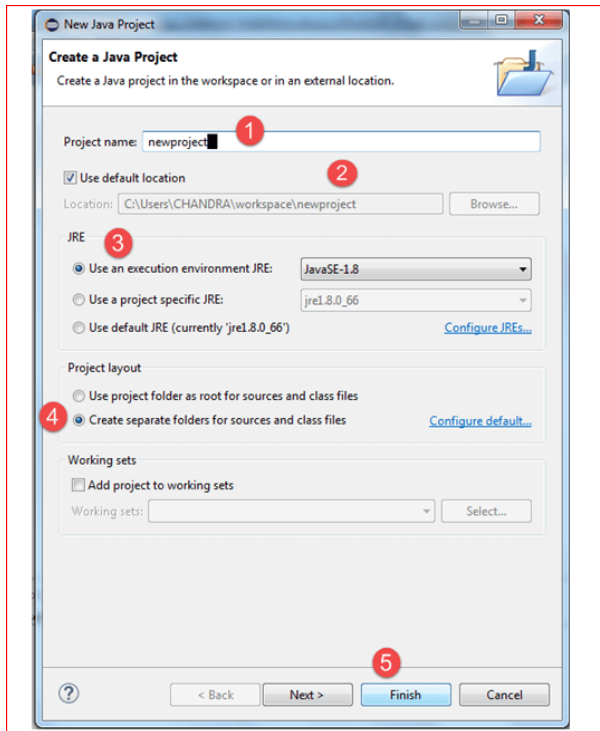 New Java Project
Create a Java Project
Create a Java project in the workspace or in an external location.
1
Project name: newproject
2
Use default location
Location: C:\Users\CHANDRA\workspace\newproject Browse...
JRE
3
Use an execution environment JRE: JavaSE-1.8
Use a project specific JRE: jre1.8.0_66
Use default JRE (currently 'jre1.8.0_66') Configure JREs...
Project layout
Use project folder as root for sources and class files
4 Create separate folders for sources and class files Configure default...
Working sets
Add project to working sets
Working sets: Select...
5
? < Back Next > Finish Cancel